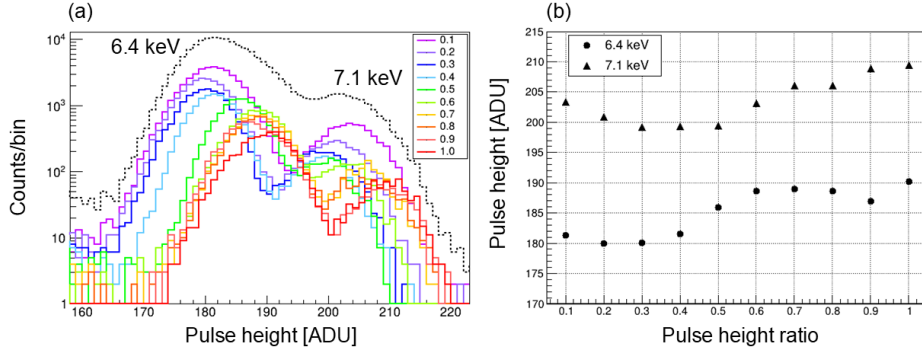 (a)
6.4 keV
7.1 keV
0.1
0.2
0.3
0.4
0.5
0.6
0.7
0.8
0.9
1.0
10⁴
10³
10²
10
1
Counts/bin
160 170 180 190 200 210 220
Pulse height [ADU]
(b)
6.4 keV
7.1 keV
215
210
205
200
195
190
185
180
175
170
Pulse height [ADU]
0.1 0.2 0.3 0.4 0.5 0.6 0.7 0.8 0.9 1
Pulse height ratio